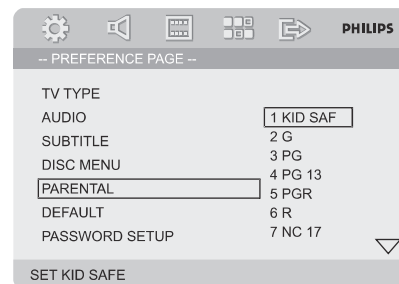 PHILIPS
-- PREFERENCE PAGE --
TV TYPE
AUDIO
SUBTITLE
DISC MENU
PARENTAL
DEFAULT
PASSWORD SETUP
1 KID SAF
2 G
3 PG
4 PG 13
5 PGR
6 R
7 NC 17
SET KID SAFE